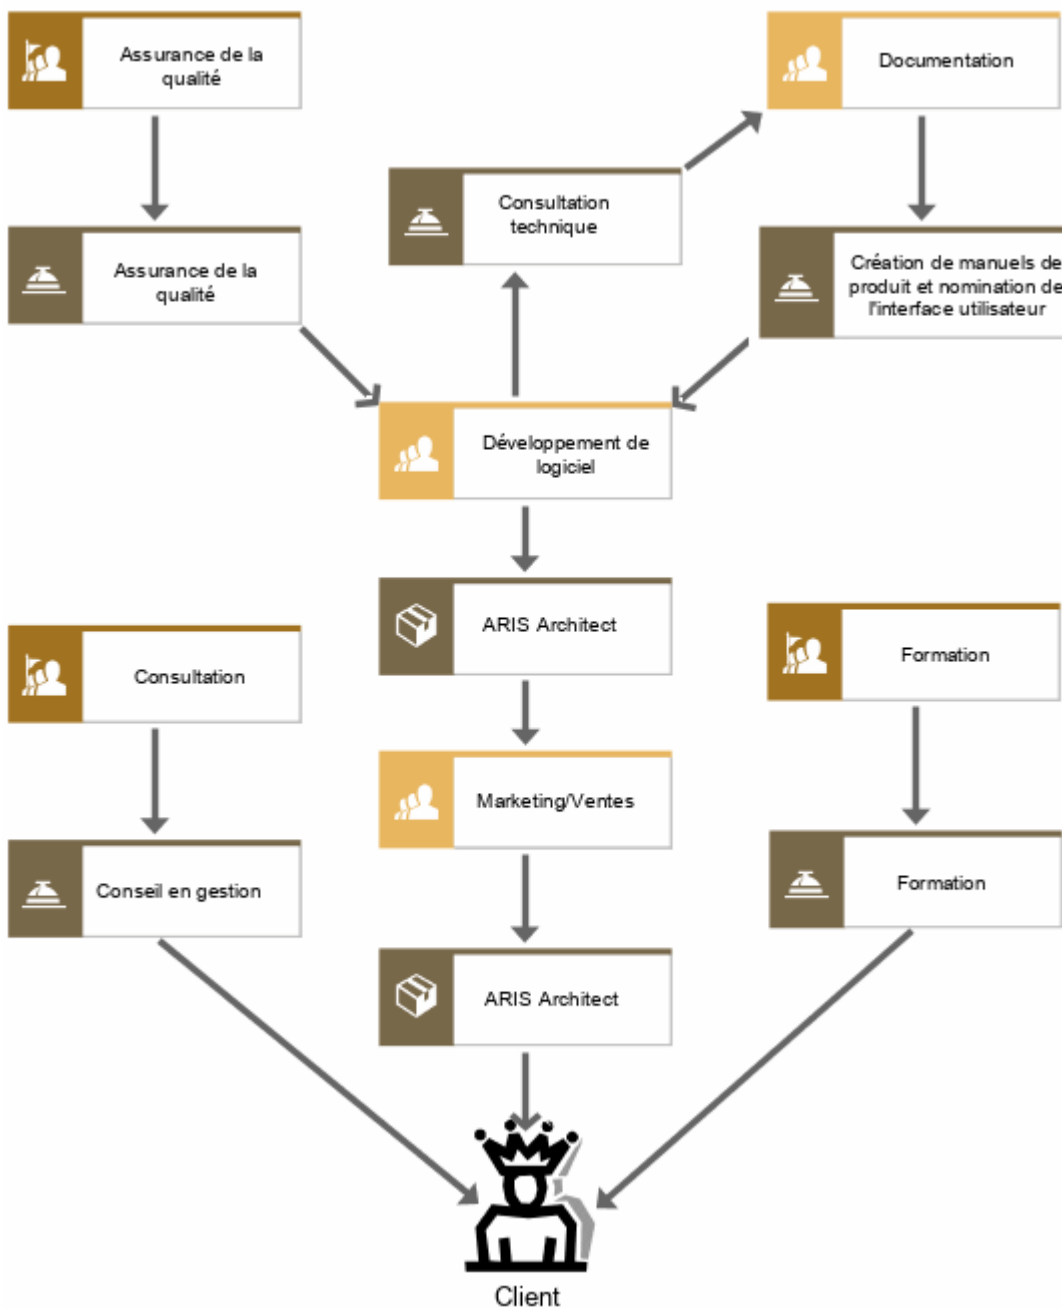 Assurance de la
qualité
Documentation
Consultation
technique
Assurance de la
qualité
Création de manuels de
produit et nomination de
l'interface utilisateur
Développement de
logiciel
ARIS Architect
Consultation
Formation
Marketing/Ventes
Conseil en gestion
Formation
ARIS Architect
Client